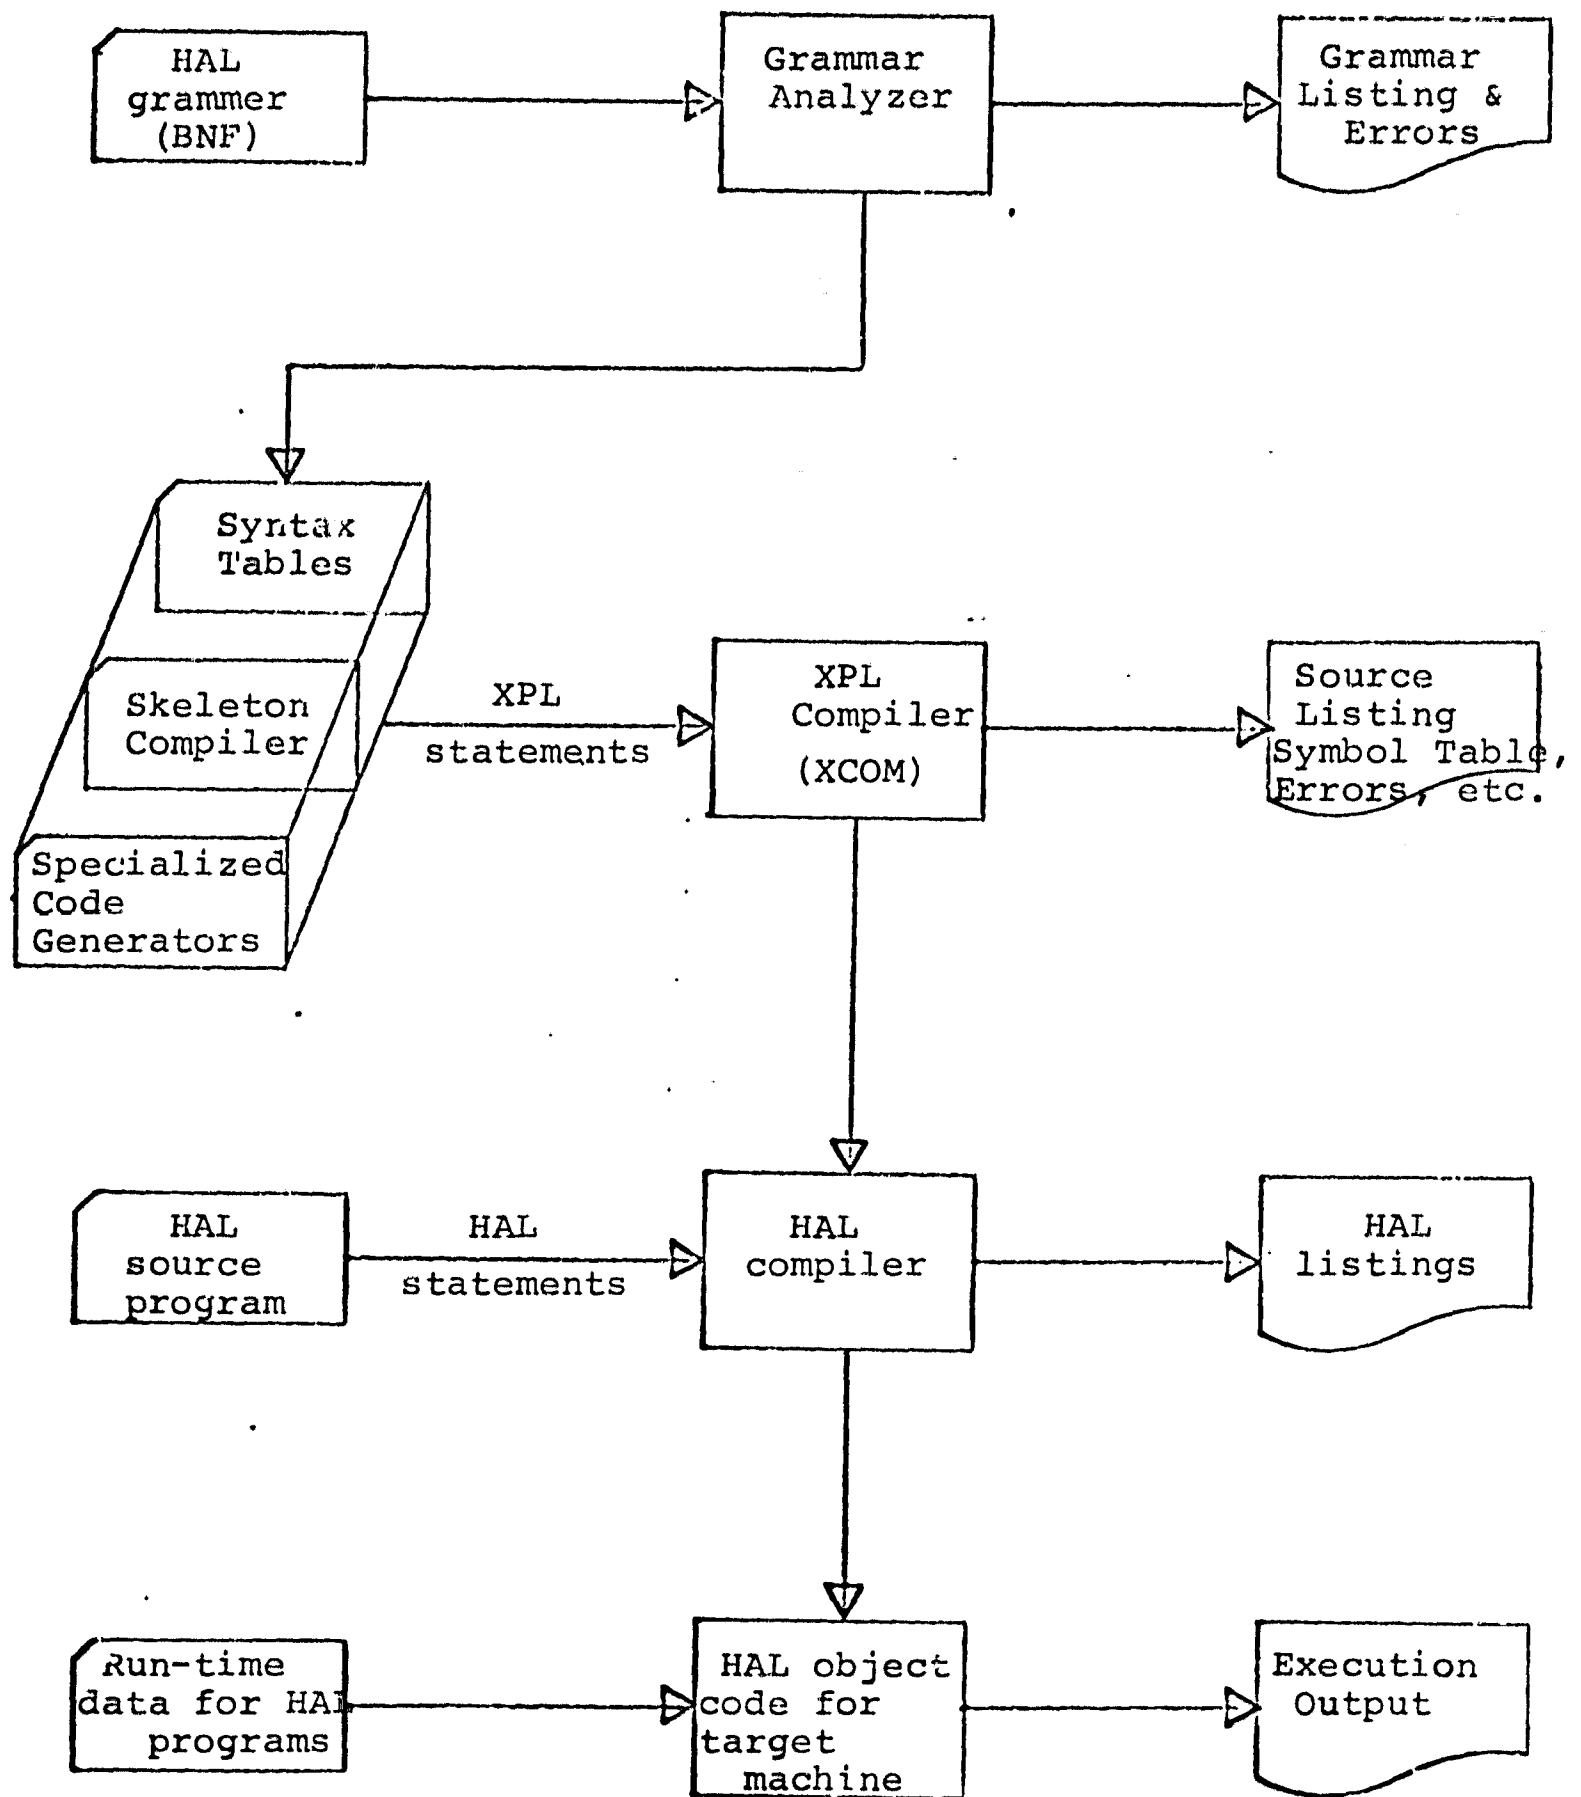 HAL
grammer
(BNF)
Grammar
Analyzer
Grammar
Listing &
Errors
Syntax
Tables
Skeleton
Compiler
Specialized
Code
Generators
XPL
statements
XPL
Compiler
(XCOM)
Source
Listing
Symbol Table,
Errors, etc.
HAL
source
program
HAL
statements
HAL
compiler
HAL
listings
Run-time
data for HAL
programs
HAL object
code for
target
machine
Execution
Output